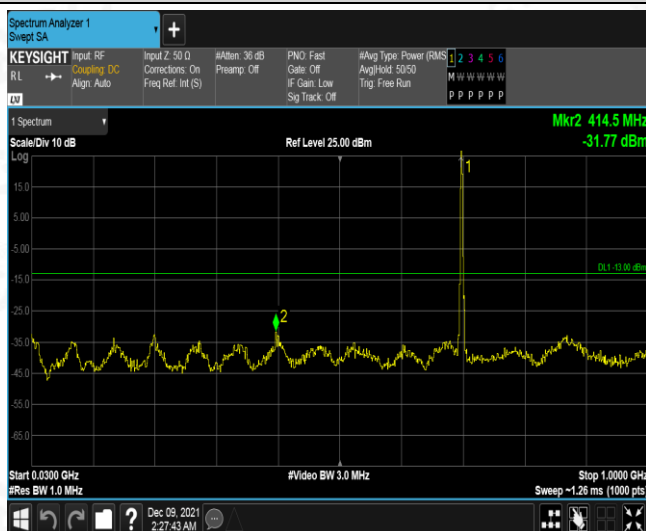 Spectrum Analyzer 1
Swept SA
KEYSIGHT Input: RF Input Z: 50 Ω #Atten: 36 dB PNO: Fast #Avg Type: Power (RMS 1 2 3 4 5 6
RL Coupling: DC Corrections: On Preamp: Off Gate: Off Avg|Hold: 50/50 M W W W W W
Align: Auto Freq Ref: Int (S) IF Gain: Low Trig: Free Run
LXI Sig Track: Off P P P P P P
1 Spectrum Mkr2 414.5 MHz
Scale/Div 10 dB Ref Level 25.00 dBm -31.77 dBm
Log
1
15.0
5.00
-5.00
DL1 -13.00 dBm
-15.0
-25.0
2
-35.0
-45.0
-55.0
-65.0
Start 0.0300 GHz #Video BW 3.0 MHz Stop 1.0000 GHz
#Res BW 1.0 MHz Sweep ~1.26 ms (1000 pts)
? Dec 09, 2021
2:27:43 AM